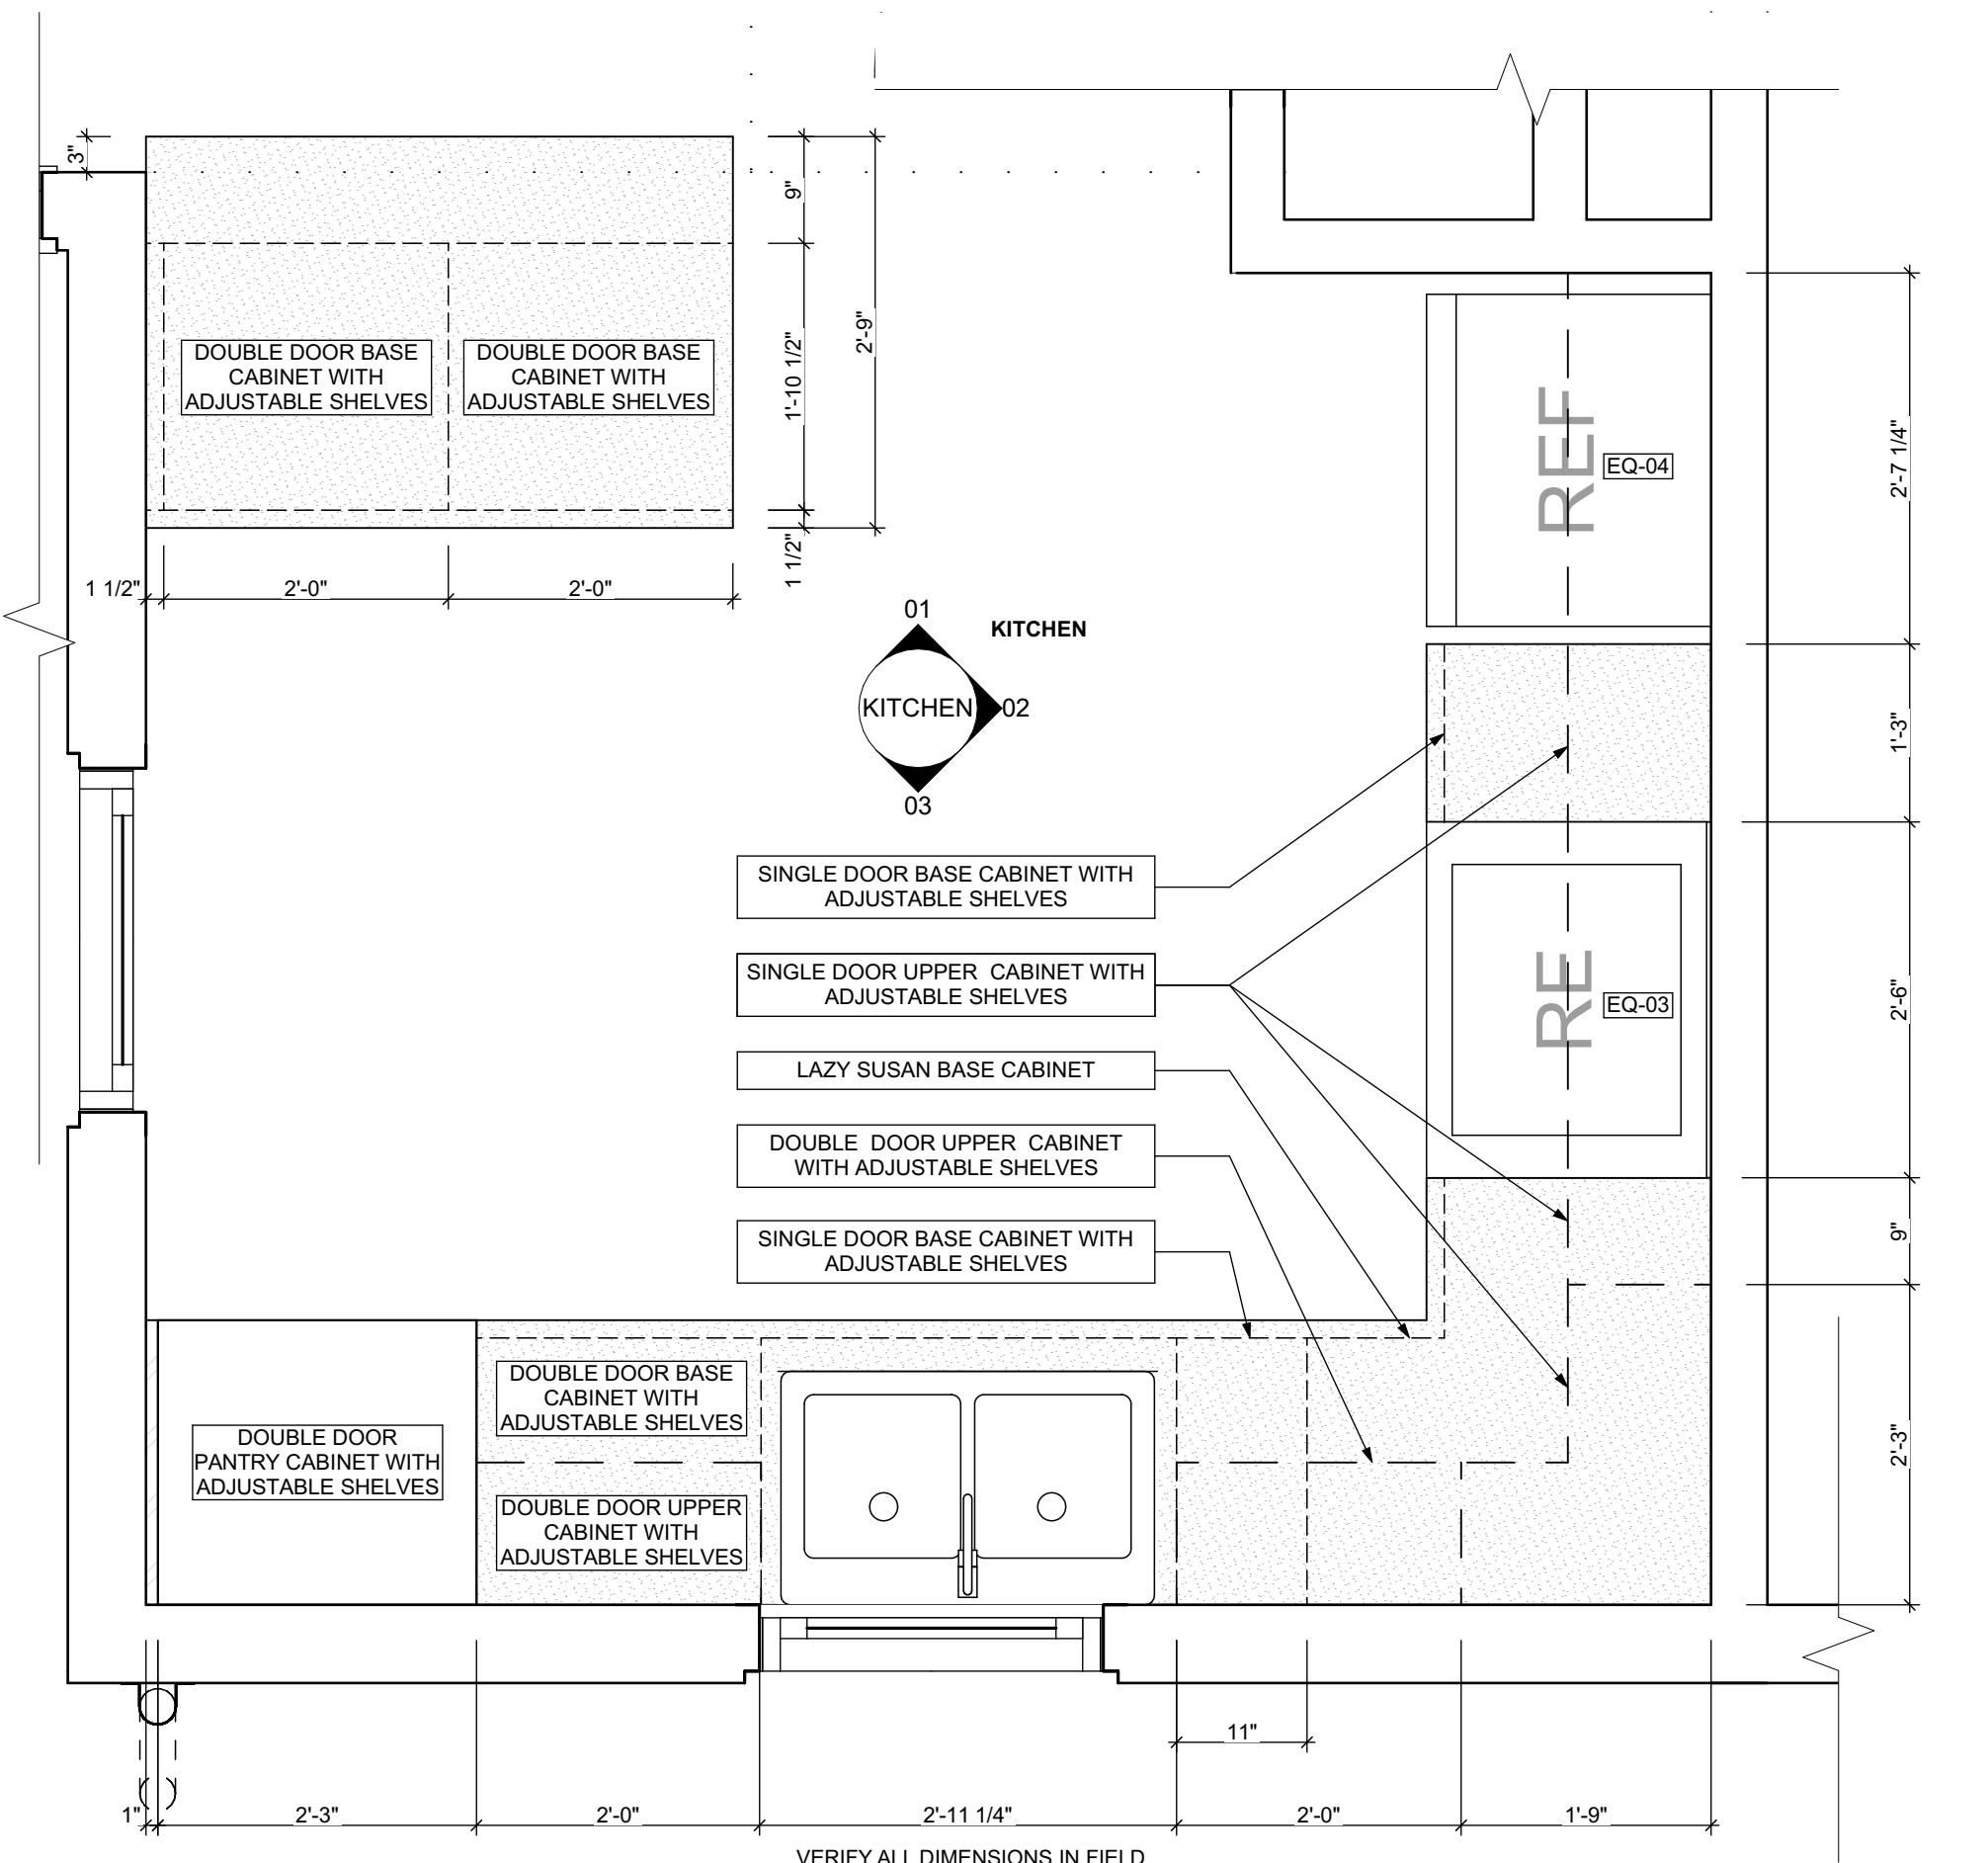 3"
9"
1'-10 1/2"
2'-9"
1 1/2"
DOUBLE DOOR BASE
CABINET WITH
ADJUSTABLE SHELVES
DOUBLE DOOR BASE
CABINET WITH
ADJUSTABLE SHELVES
1 1/2"
2'-0"
2'-0"
REF
EQ-04
2'-7 1/4"
01
KITCHEN
KITCHEN
02
03
1'-3"
SINGLE DOOR BASE CABINET WITH
ADJUSTABLE SHELVES
SINGLE DOOR UPPER CABINET WITH
ADJUSTABLE SHELVES
RE
EQ-03
2'-6"
LAZY SUSAN BASE CABINET
DOUBLE DOOR UPPER CABINET
WITH ADJUSTABLE SHELVES
SINGLE DOOR BASE CABINET WITH
ADJUSTABLE SHELVES
9"
2'-3"
DOUBLE DOOR
PANTRY CABINET WITH
ADJUSTABLE SHELVES
DOUBLE DOOR BASE
CABINET WITH
ADJUSTABLE SHELVES
DOUBLE DOOR UPPER
CABINET WITH
ADJUSTABLE SHELVES
11"
1"
2'-3"
2'-0"
2'-11 1/4"
2'-0"
1'-9"
VERIFY ALL DIMENSIONS IN FIELD